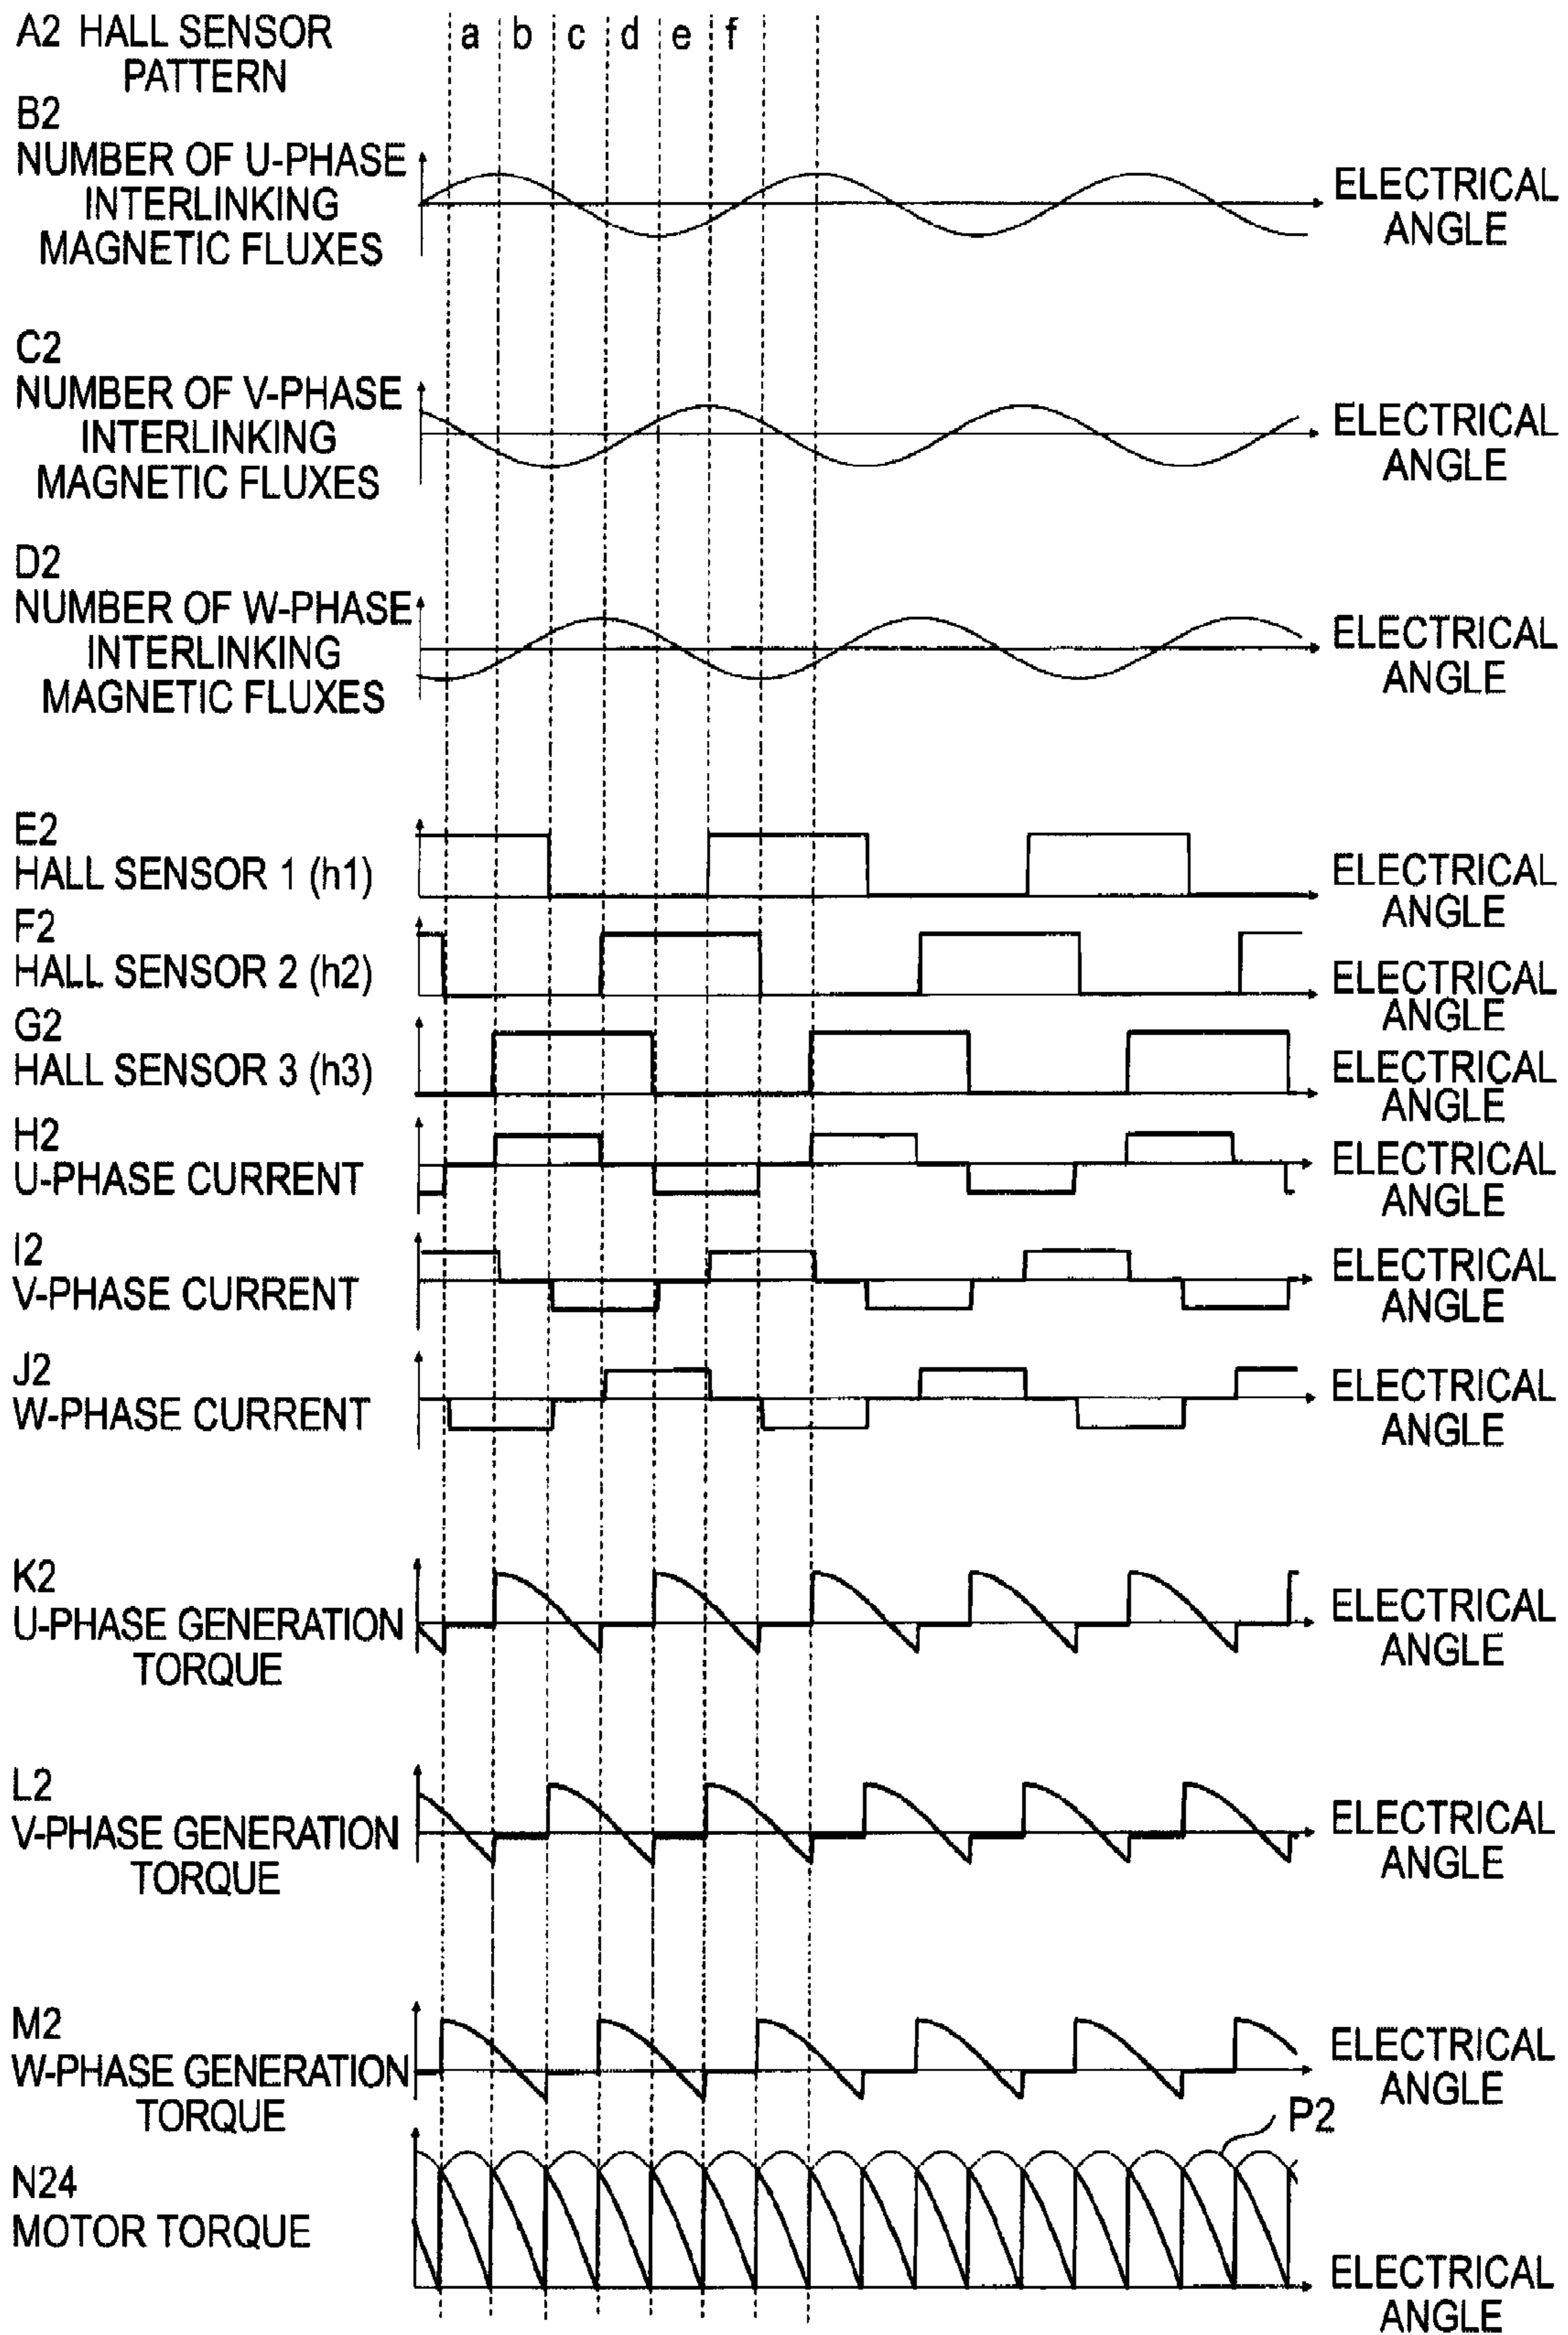 A2 HALL SENSOR
PATTERN
a b c d e f
B2
NUMBER OF U-PHASE
INTERLINKING
MAGNETIC FLUXES
ELECTRICAL
ANGLE
C2
NUMBER OF V-PHASE
INTERLINKING
MAGNETIC FLUXES
ELECTRICAL
ANGLE
D2
NUMBER OF W-PHASE
INTERLINKING
MAGNETIC FLUXES
ELECTRICAL
ANGLE
E2
HALL SENSOR 1 (h1)
ELECTRICAL
ANGLE
F2
HALL SENSOR 2 (h2)
ELECTRICAL
ANGLE
G2
HALL SENSOR 3 (h3)
ELECTRICAL
ANGLE
H2
U-PHASE CURRENT
ELECTRICAL
ANGLE
I2
V-PHASE CURRENT
ELECTRICAL
ANGLE
J2
W-PHASE CURRENT
ELECTRICAL
ANGLE
K2
U-PHASE GENERATION
TORQUE
ELECTRICAL
ANGLE
L2
V-PHASE GENERATION
TORQUE
ELECTRICAL
ANGLE
M2
W-PHASE GENERATION
TORQUE
ELECTRICAL
ANGLE
P2
N24
MOTOR TORQUE
ELECTRICAL
ANGLE